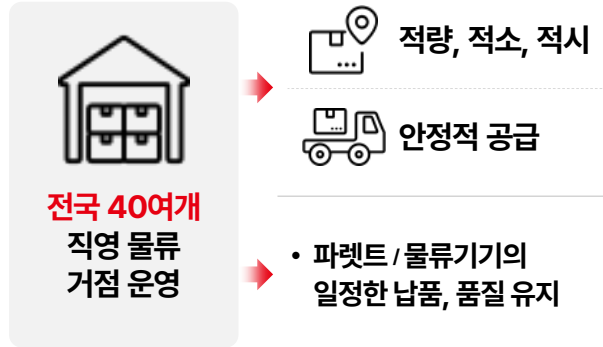 전국 40여개
직영 물류
거점 운영
적량, 적소, 적시
안정적 공급
• 파렛트 / 물류기기의
일정한 납품, 품질 유지